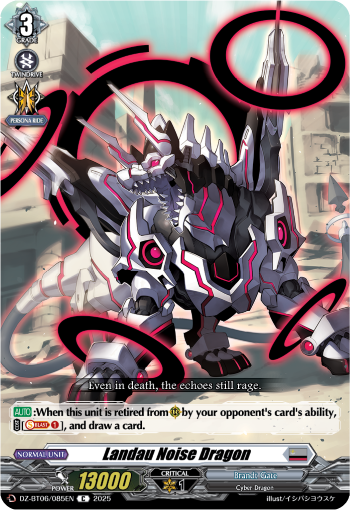 3
GRADE
TWINDRIVE
PERSONA RIDE
Even in death, the echoes still rage.
AUTO:When this unit is retired from R by your opponent's card's ability,
[S BLAST 1], and draw a card.
NORMAL UNIT
Landau Noise Dragon
POWER 13000 CRITICAL 1
Brandt Gate
Cyber Dragon
DZ-BT06/085EN C 2025 illust/イシバシヨウスケ